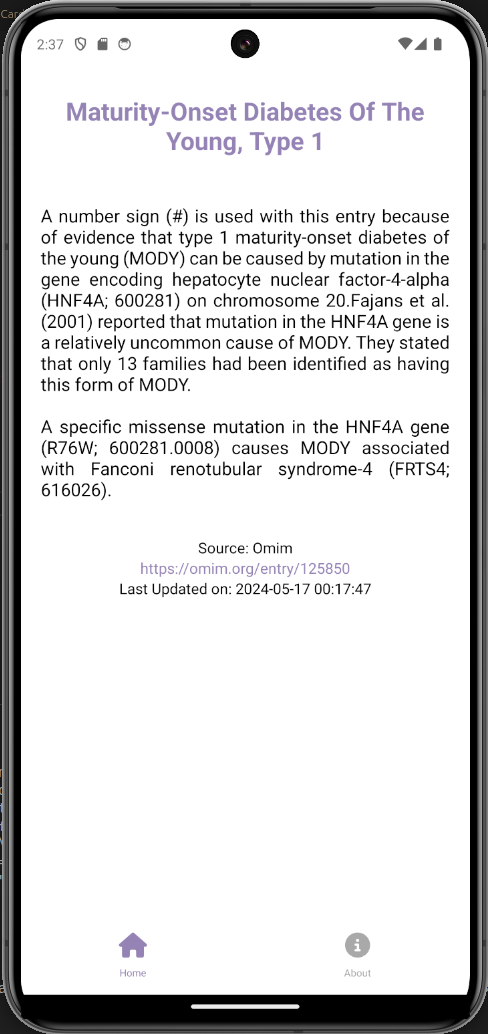 2:37
Maturity-Onset Diabetes Of The
Young, Type 1
A number sign (#) is used with this entry because
of evidence that type 1 maturity-onset diabetes of
the young (MODY) can be caused by mutation in the
gene encoding hepatocyte nuclear factor-4-alpha
(HNF4A; 600281) on chromosome 20.Fajans et al.
(2001) reported that mutation in the HNF4A gene is
a relatively uncommon cause of MODY. They stated
that only 13 families had been identified as having
this form of MODY.
A specific missense mutation in the HNF4A gene
(R76W; 600281.0008) causes MODY associated
with Fanconi renotubular syndrome-4 (FRTS4;
616026).
Source: Omim
https://omim.org/entry/125850
Last Updated on: 2024-05-17 00:17:47
Home
About